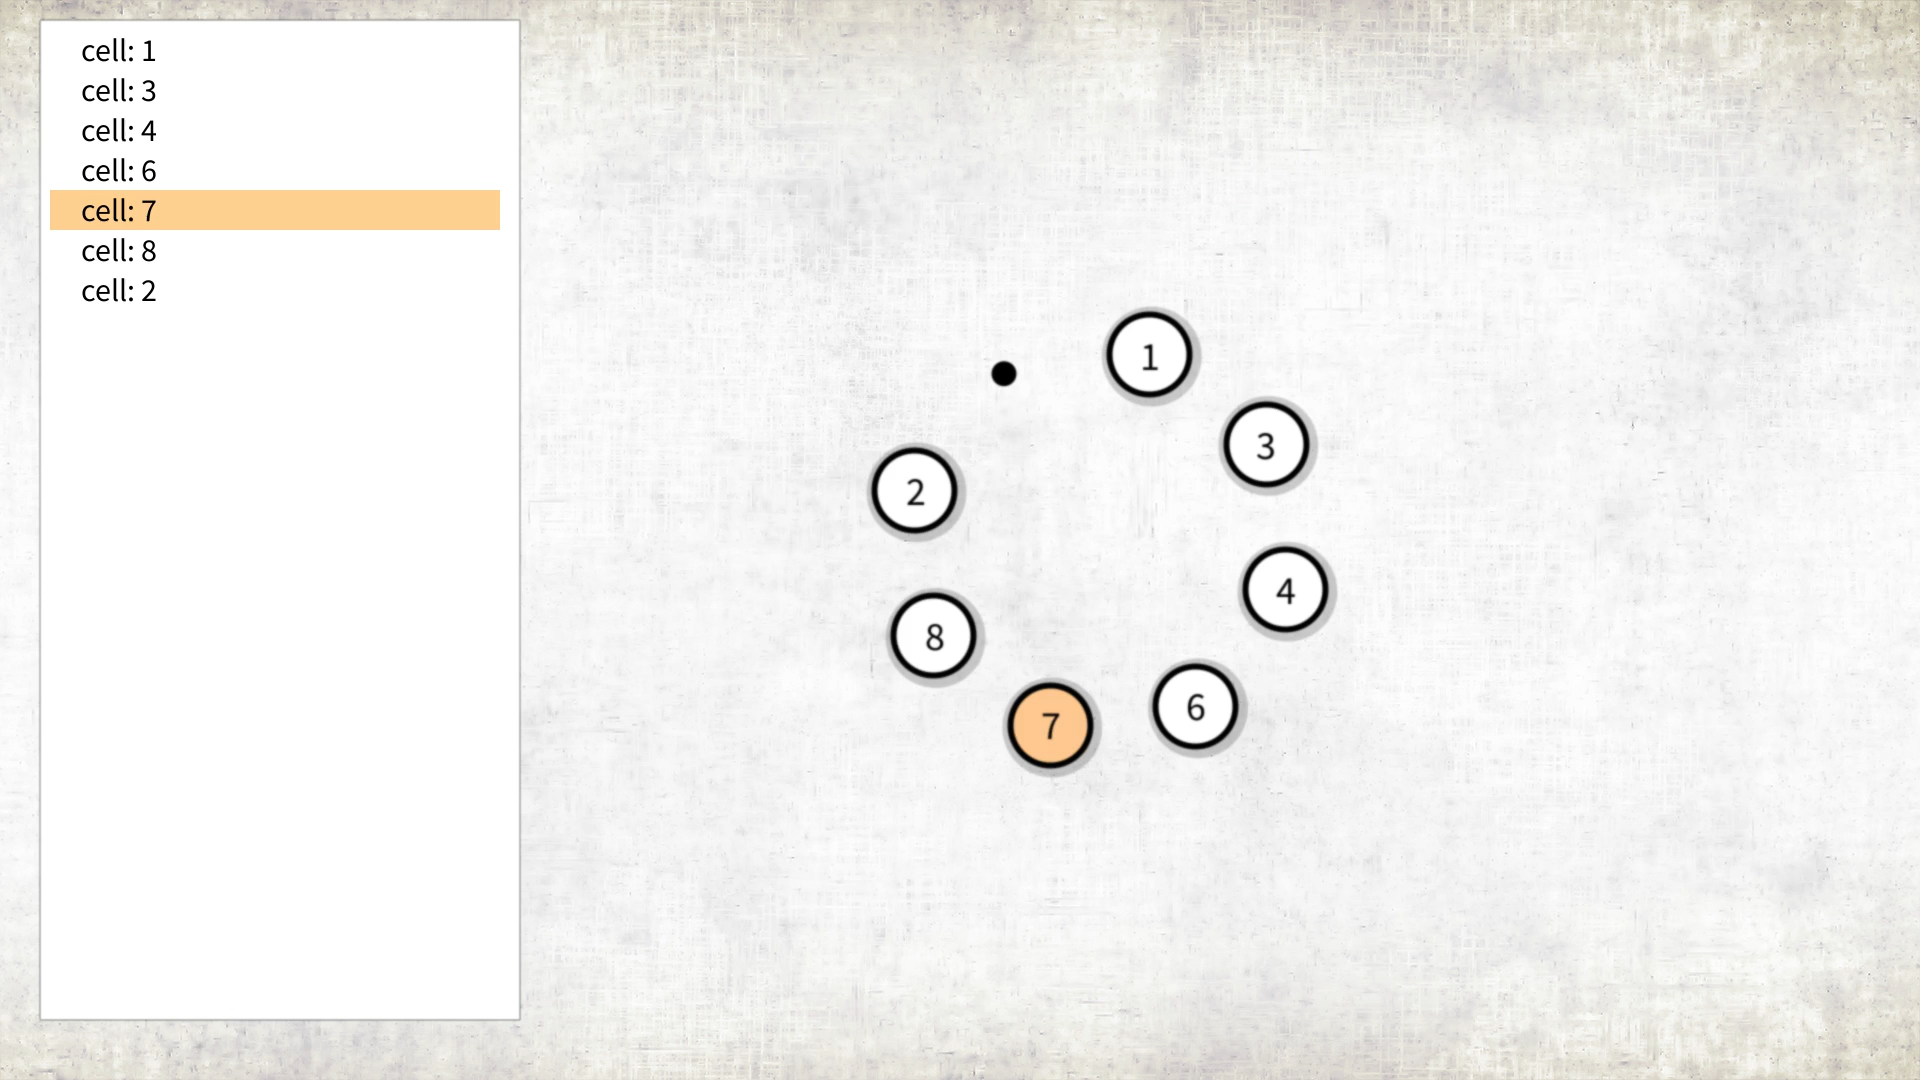 cell: 1
cell: 3
cell: 4
cell: 6
cell: 7
cell: 8
cell: 2
1
3
2
4
8
6
7